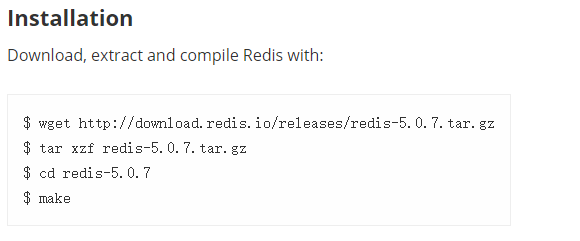 Installation
Download, extract and compile Redis with:
$ wget http://download.redis.io/releases/redis-5.0.7.tar.gz
$ tar xzf redis-5.0.7.tar.gz
$ cd redis-5.0.7
$ make